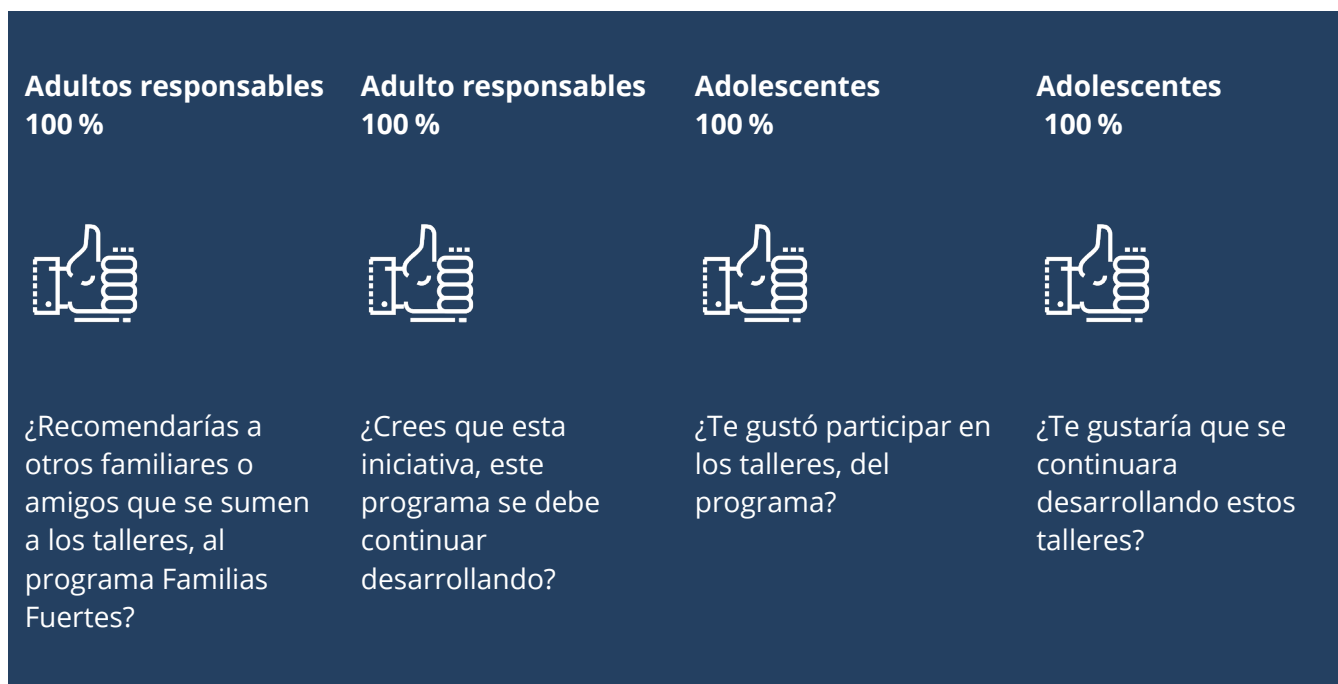 Adultos responsables
100 %
¿Recomendarías a
otros familiares o
amigos que se sumen
a los talleres, al
programa Familias
Fuertes?
Adulto responsables
100 %
¿Crees que esta
iniciativa, este
programa se debe
continuar
desarrollando?
Adolescentes
100 %
¿Te gustó participar en
los talleres, del
programa?
Adolescentes
100 %
¿Te gustaría que se
continuara
desarrollando estos
talleres?